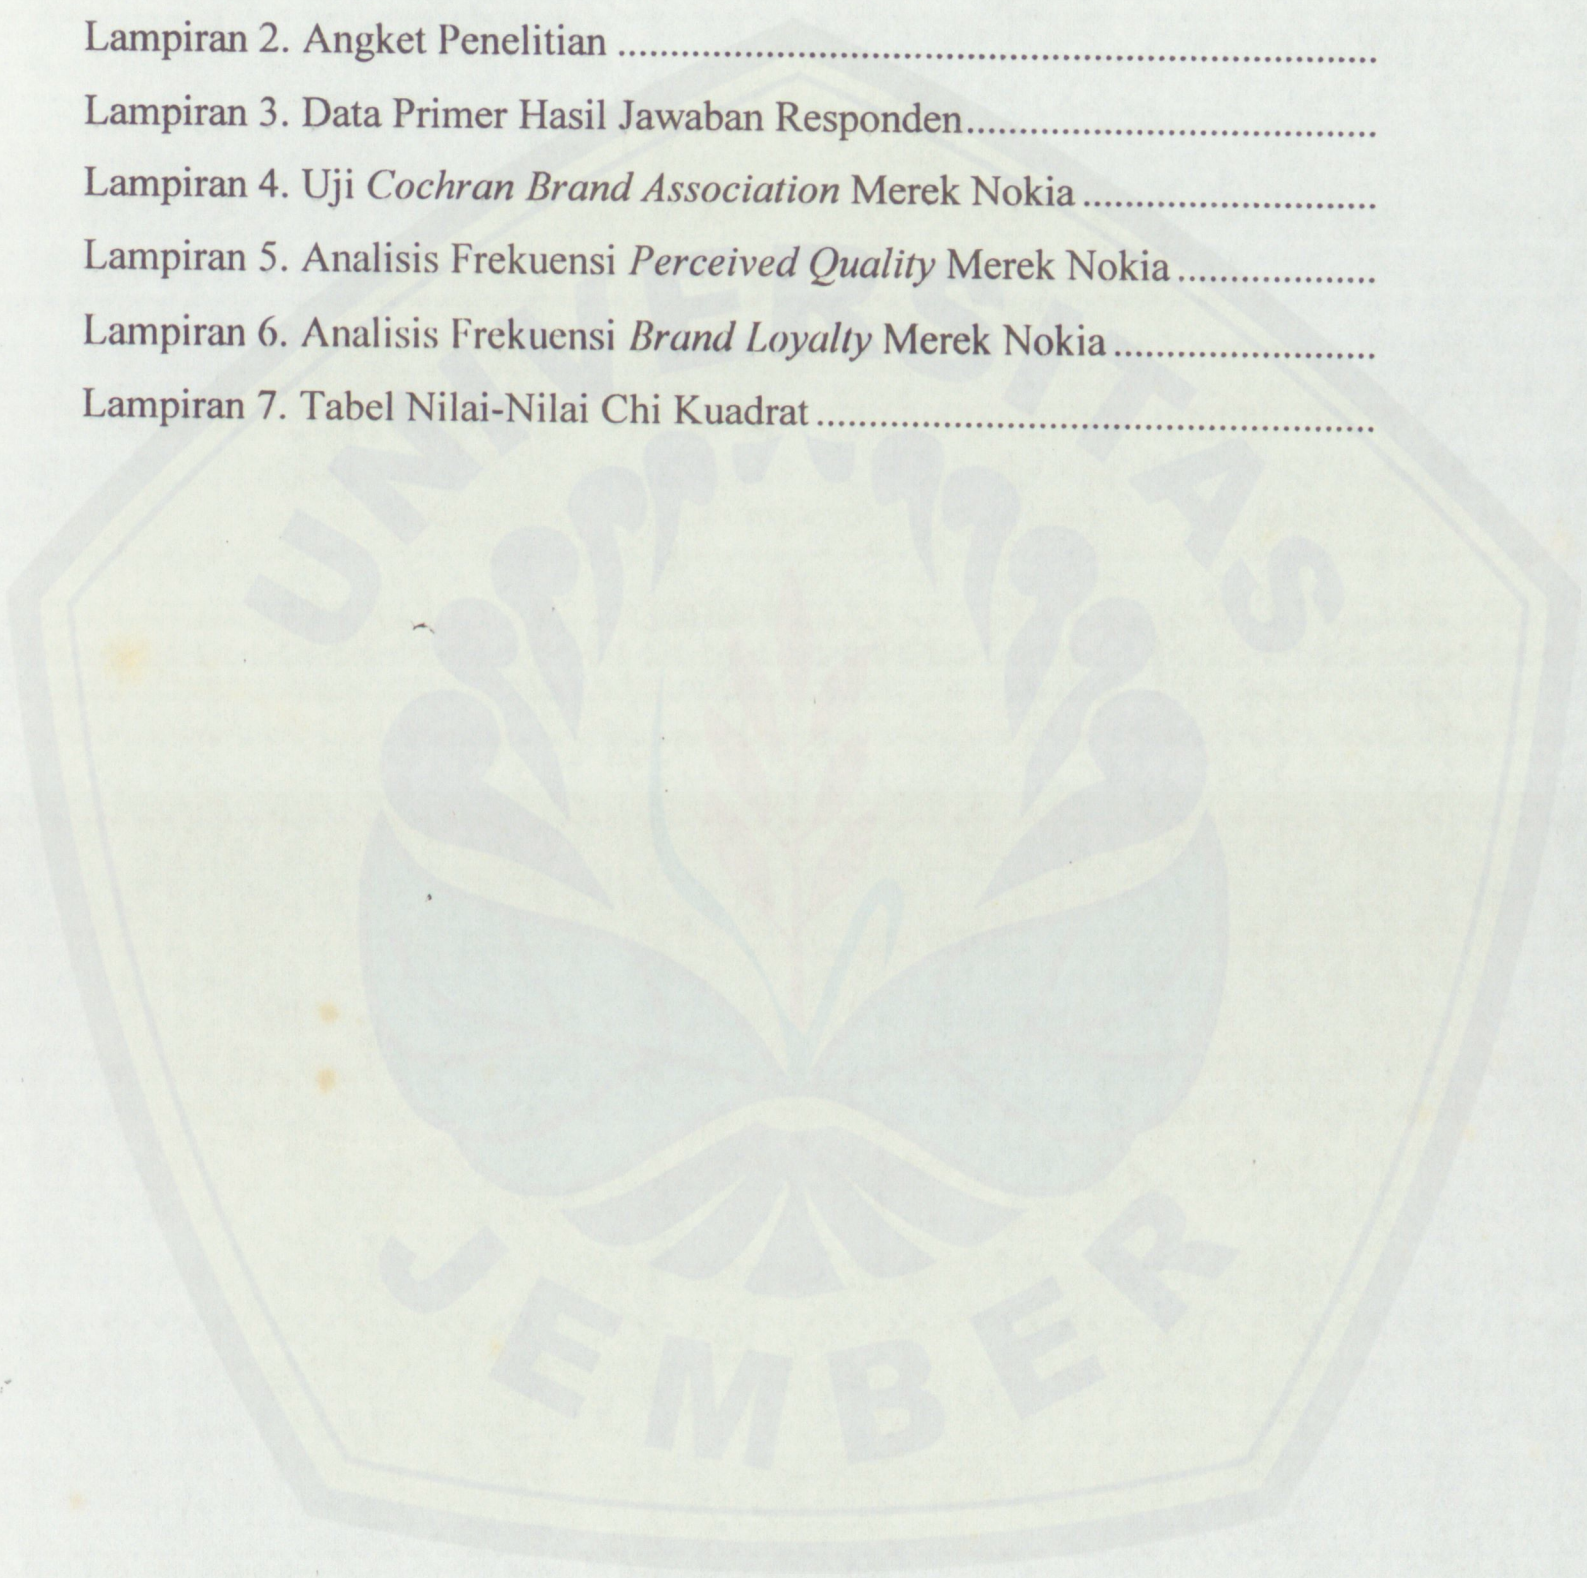 Lampiran 2. Angket Penelitian ........................................................................
Lampiran 3. Data Primer Hasil Jawaban Responden.......................................
Lampiran 4. Uji Cochran Brand Association Merek Nokia ............................
Lampiran 5. Analisis Frekuensi Perceived Quality Merek Nokia ...................
Lampiran 6. Analisis Frekuensi Brand Loyalty Merek Nokia .........................
Lampiran 7. Tabel Nilai-Nilai Chi Kuadrat .....................................................
UNIVERSITAS
JEMBER